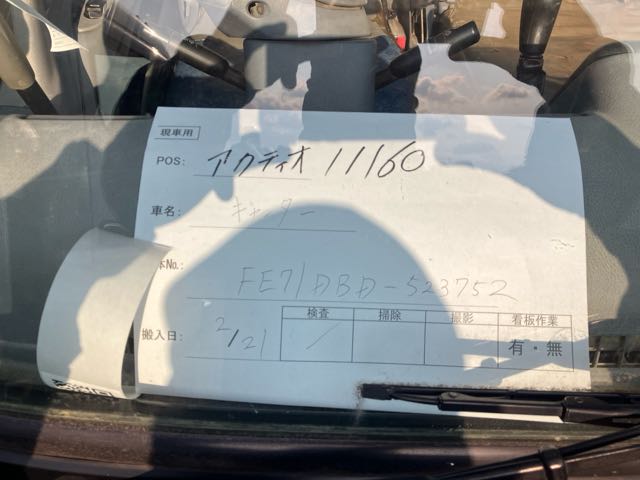 現車用
POS: アクティオ 11160
車名: キャンター
本No.: FE71DBD-523752
搬入日: 2/21
検査 掃除 撮影 看板作業
有・無